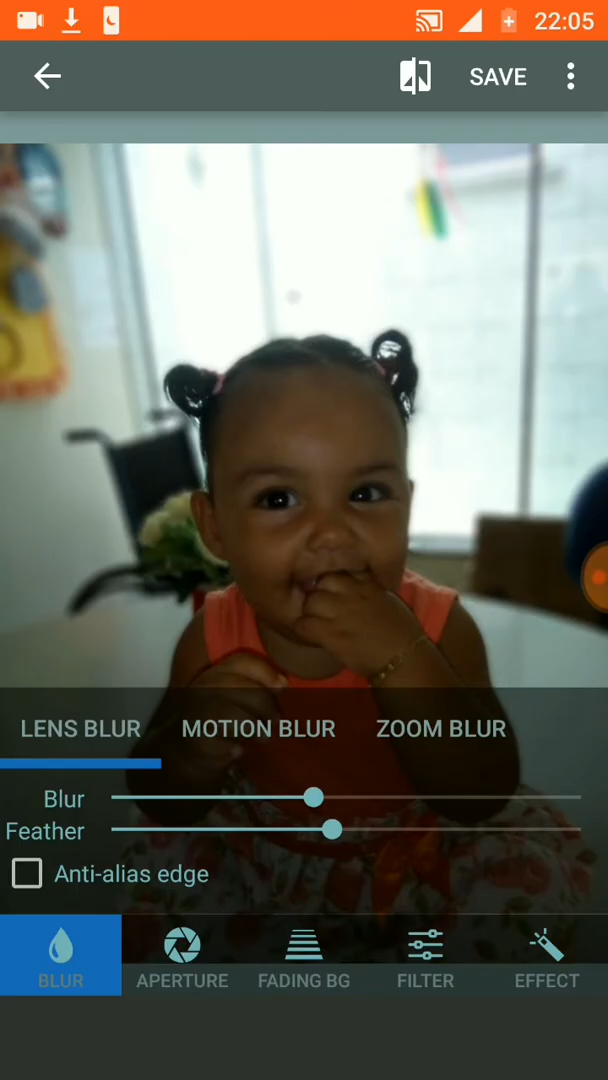 22:05
SAVE
LENS BLUR MOTION BLUR ZOOM BLUR
Blur
Feather
Anti-alias edge
BLUR APERTURE FADING BG FILTER EFFECT